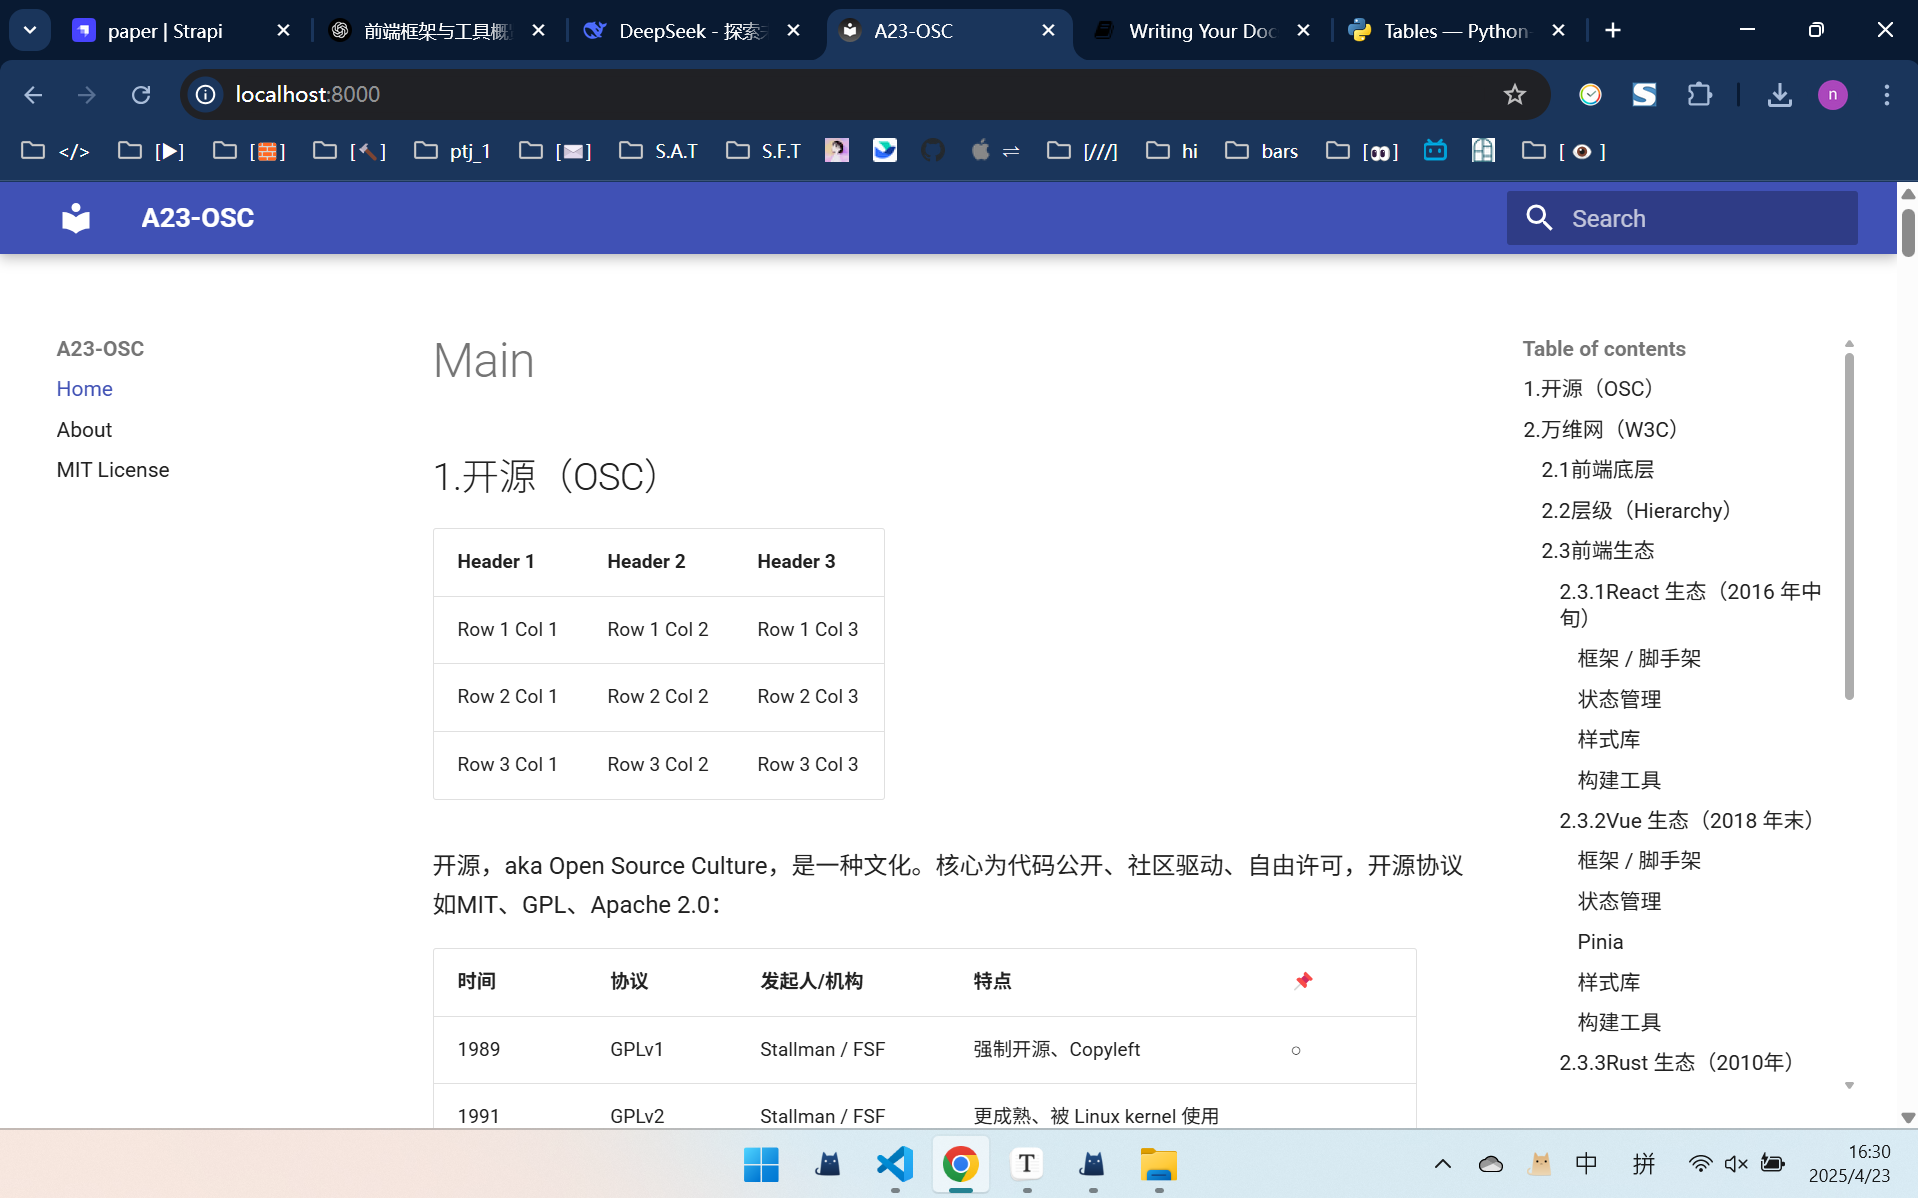 paper | Strapi
前端框架与工具概
DeepSeek - 探索
A23-OSC
Writing Your Doc
Tables — Python-
localhost:8000
n
</>
[▶]
[🧱]
[🔨]
ptj_1
[✉️]
S.A.T
S.F.T
⇌
[///]
hi
bars
[👀]
[ 👁 ]
A23-OSC
Search
A23-OSC
Home
About
MIT License
Main
1.开源（OSC）
Header 1 Header 2 Header 3
Row 1 Col 1 Row 1 Col 2 Row 1 Col 3
Row 2 Col 1 Row 2 Col 2 Row 2 Col 3
Row 3 Col 1 Row 3 Col 2 Row 3 Col 3
开源，aka Open Source Culture，是一种文化。核心为代码公开、社区驱动、自由许可，开源协议
如MIT、GPL、Apache 2.0：
时间 协议 发起人/机构 特点 📌
1989 GPLv1 Stallman / FSF 强制开源、Copyleft ○
1991 GPLv2 Stallman / FSF 更成熟、被 Linux kernel 使用
Table of contents
1.开源（OSC）
2.万维网（W3C）
2.1前端底层
2.2层级（Hierarchy）
2.3前端生态
2.3.1React 生态（2016 年中
旬）
框架 / 脚手架
状态管理
样式库
构建工具
2.3.2Vue 生态（2018 年末）
框架 / 脚手架
状态管理
Pinia
样式库
构建工具
2.3.3Rust 生态（2010年）
T
中
拼
16:30
2025/4/23